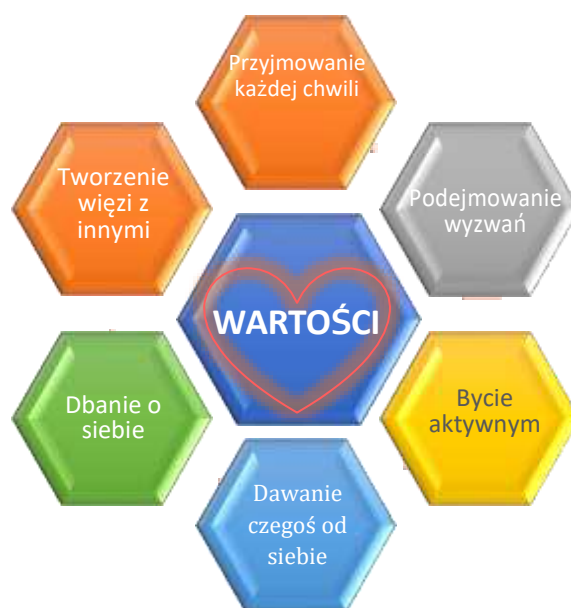 Przyjmowanie
każdej chwili
Tworzenie
więzi z
innymi
Podejmowanie
wyzwań
WARTOŚCI
Dbanie o
siebie
Bycie
aktywnym
Dawanie
czegoś od
siebie